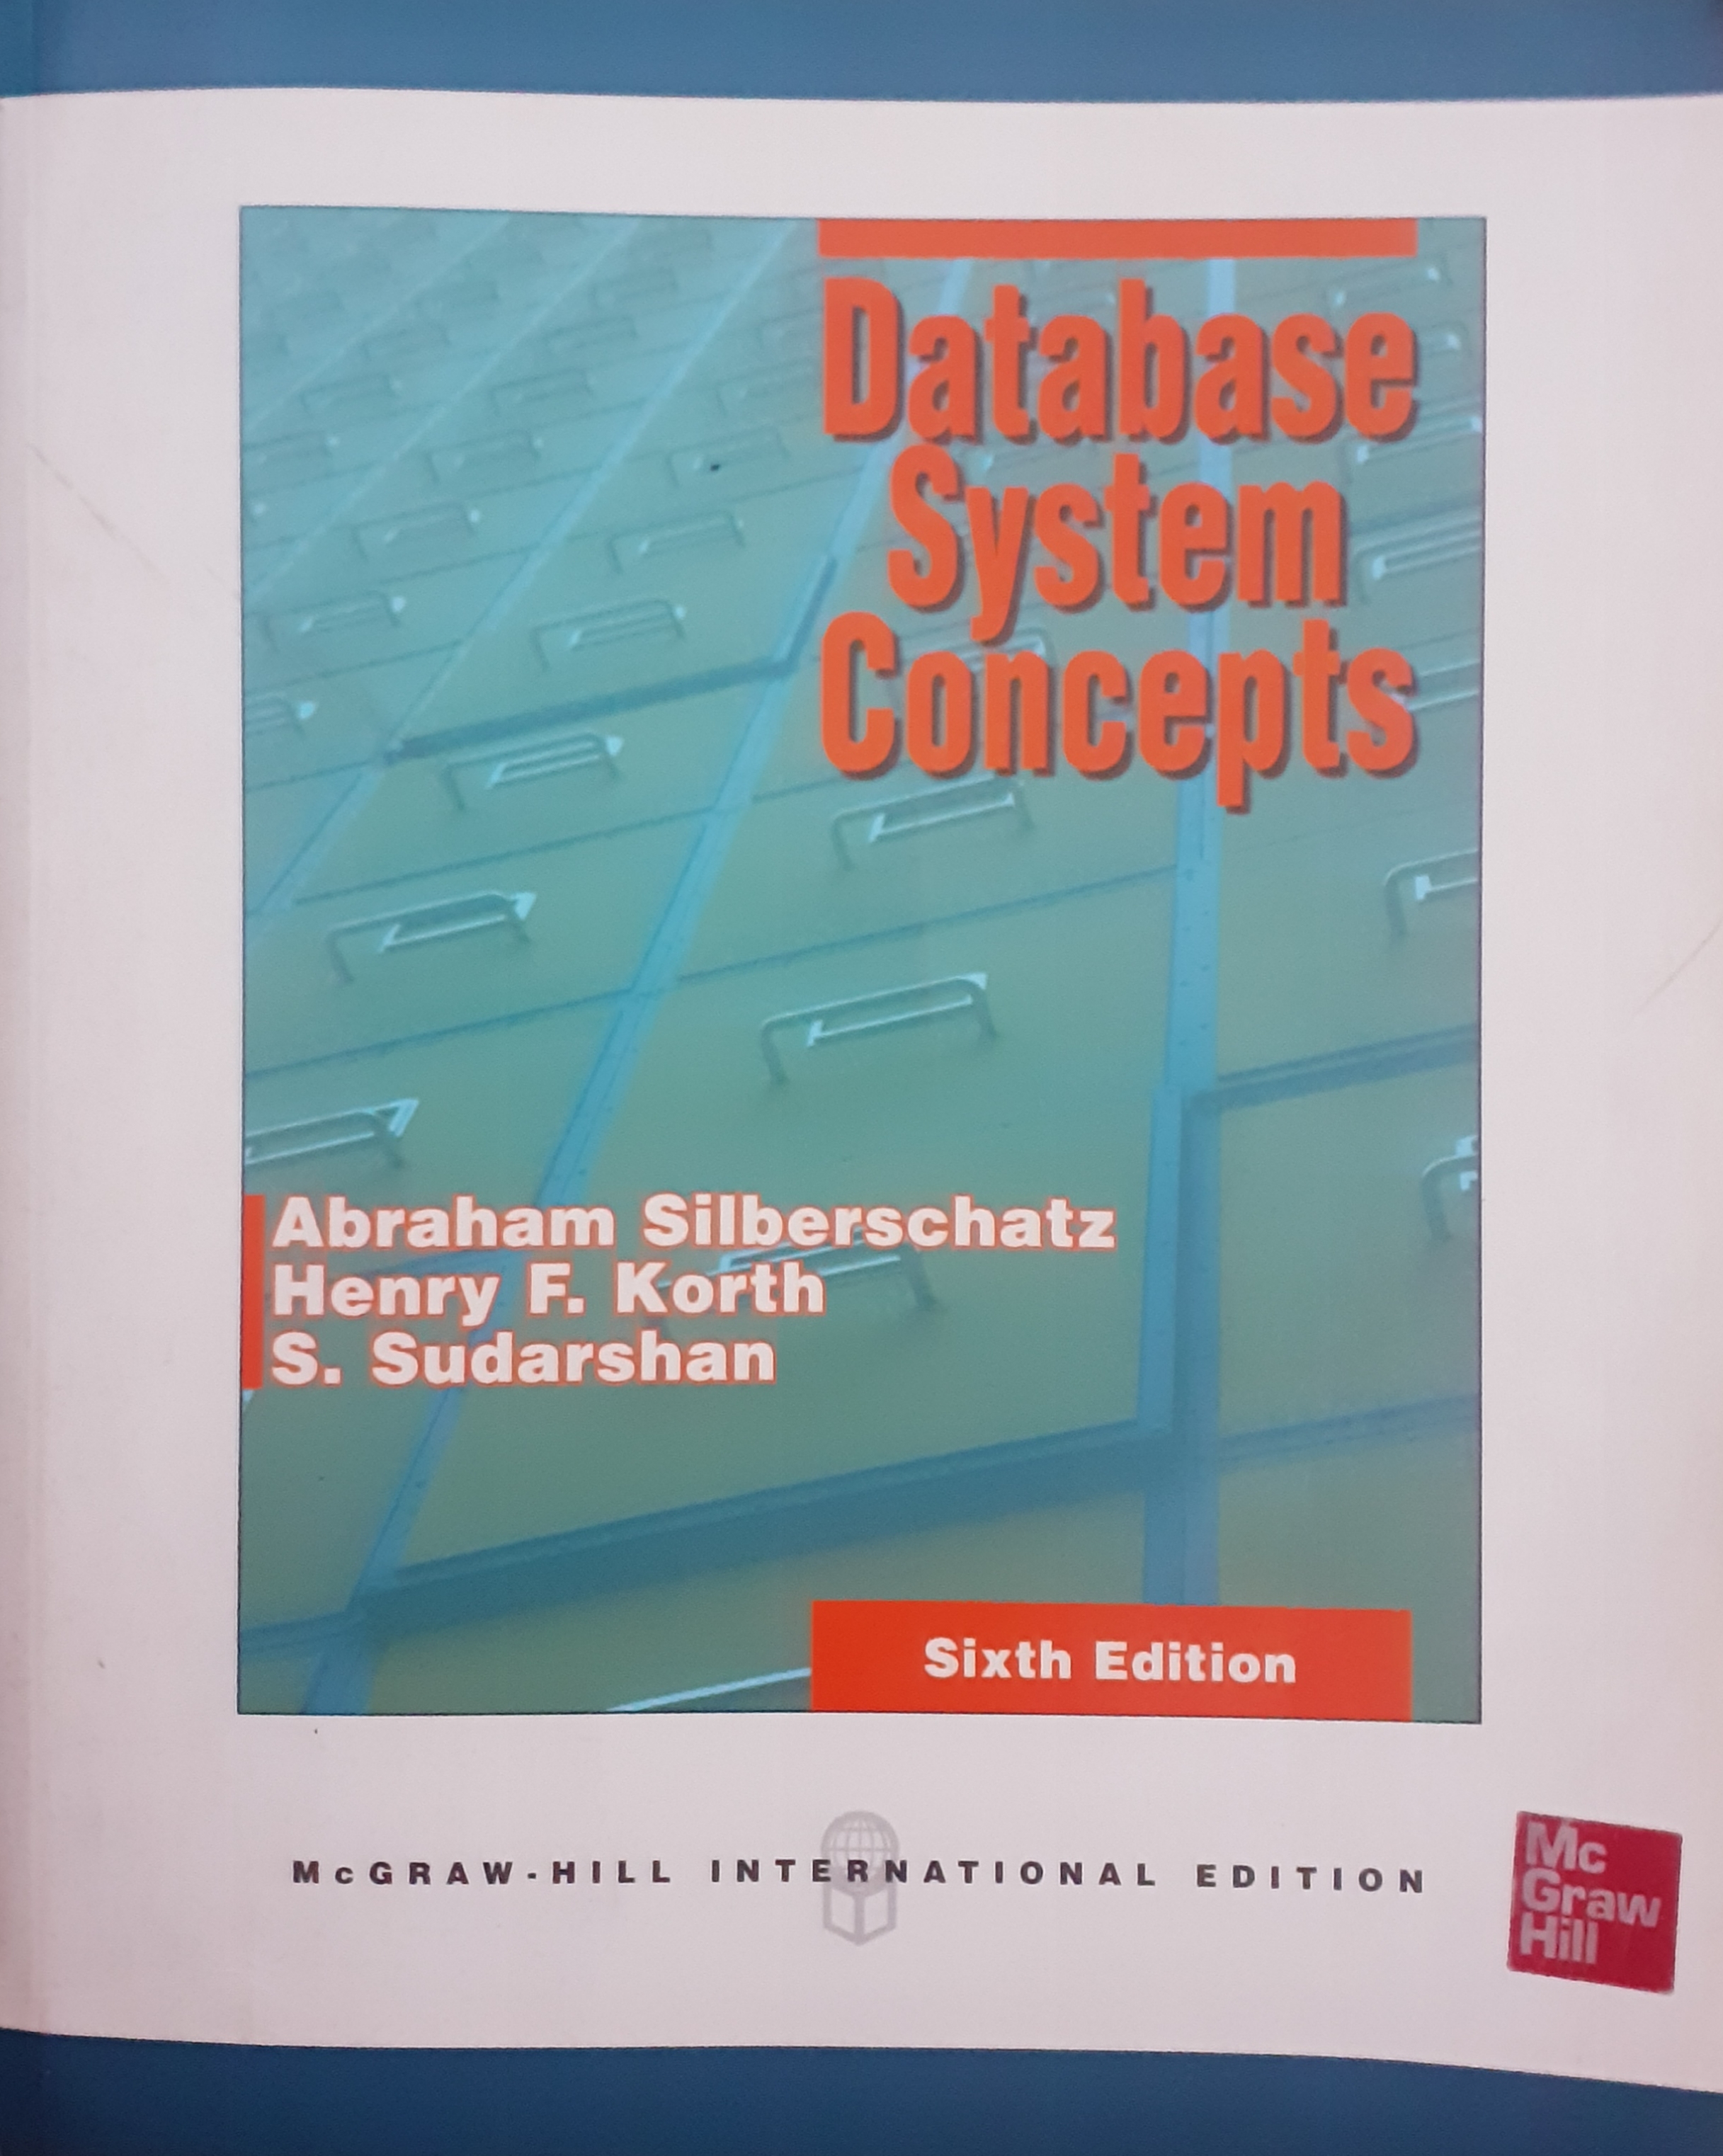 Database
System
Concepts
Abraham Silberschatz
Henry F. Korth
S. Sudarshan
Sixth Edition
McGRAW-HILL INTERNATIONAL EDITION
Mc
Graw
Hill